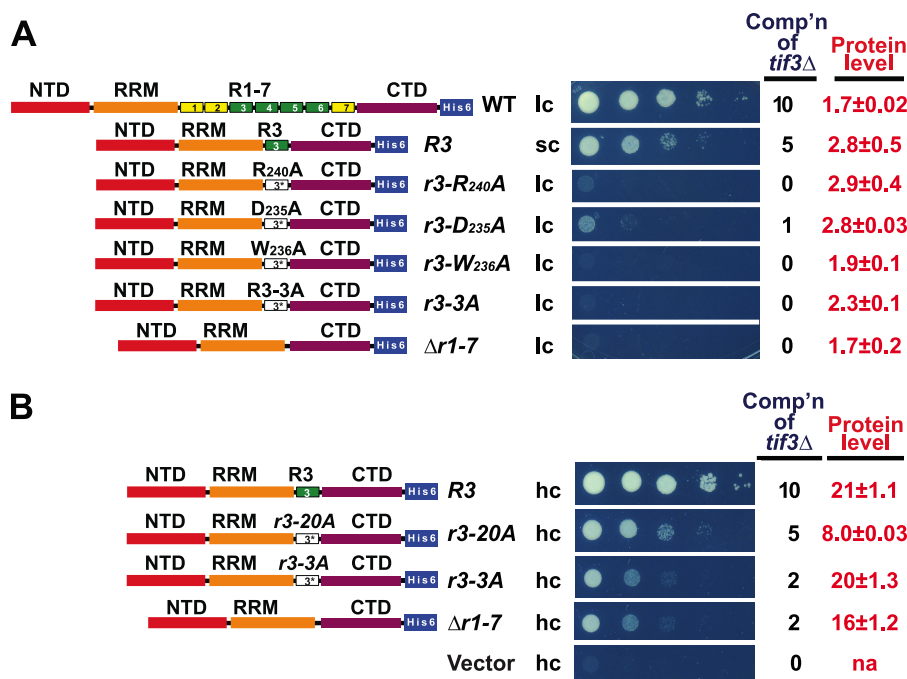 A
Comp'n of tif3Δ
Protein level
NTD RRM R1-7 CTD
1 2 3 4 5 6 7 His6 WT lc 10 1.7±0.02
NTD RRM R3 CTD
3 His6 R3 sc 5 2.8±0.5
NTD RRM R240A CTD
3* His6 r3-R240A lc 0 2.9±0.4
NTD RRM D235A CTD
3* His6 r3-D235A lc 1 2.8±0.03
NTD RRM W236A CTD
3* His6 r3-W236A lc 0 1.9±0.1
NTD RRM R3-3A CTD
3* His6 r3-3A lc 0 2.3±0.1
NTD RRM CTD
His6 Δr1-7 lc 0 1.7±0.2
B
Comp'n of tif3Δ
Protein level
NTD RRM R3 CTD
3 His6 R3 hc 10 21±1.1
NTD RRM r3-20A CTD
3* His6 r3-20A hc 5 8.0±0.03
NTD RRM r3-3A CTD
3* His6 r3-3A hc 2 20±1.3
NTD RRM CTD
His6 Δr1-7 hc 2 16±1.2
Vector hc 0 na